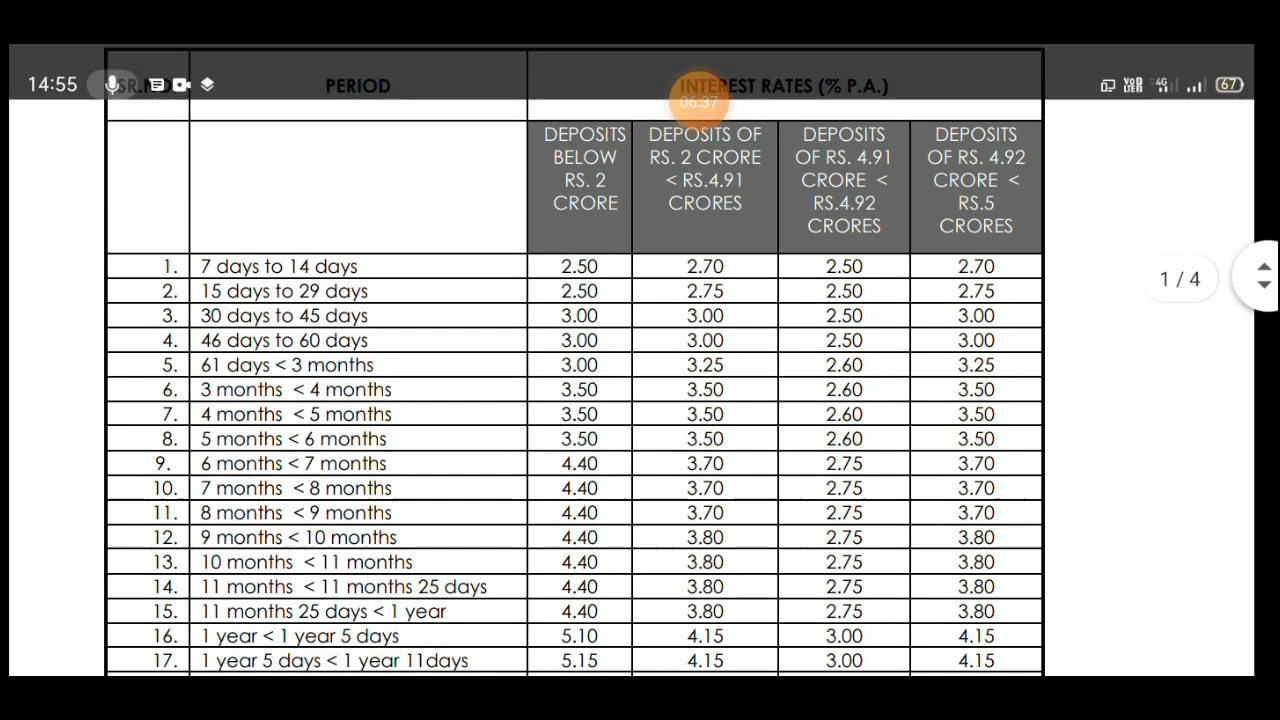 14:55
4G
67
SR.NO.
PERIOD
INTEREST RATES (% P.A.)
06:37
DEPOSITS BELOW RS. 2 CRORE
DEPOSITS OF RS. 2 CRORE < RS.4.91 CRORES
DEPOSITS OF RS. 4.91 CRORE < RS.4.92 CRORES
DEPOSITS OF RS. 4.92 CRORE < RS.5 CRORES
1. 7 days to 14 days 2.50 2.70 2.50 2.70
2. 15 days to 29 days 2.50 2.75 2.50 2.75
3. 30 days to 45 days 3.00 3.00 2.50 3.00
4. 46 days to 60 days 3.00 3.00 2.50 3.00
5. 61 days < 3 months 3.00 3.25 2.60 3.25
6. 3 months < 4 months 3.50 3.50 2.60 3.50
7. 4 months < 5 months 3.50 3.50 2.60 3.50
8. 5 months < 6 months 3.50 3.50 2.60 3.50
9. 6 months < 7 months 4.40 3.70 2.75 3.70
10. 7 months < 8 months 4.40 3.70 2.75 3.70
11. 8 months < 9 months 4.40 3.70 2.75 3.70
12. 9 months < 10 months 4.40 3.80 2.75 3.80
13. 10 months < 11 months 4.40 3.80 2.75 3.80
14. 11 months < 11 months 25 days 4.40 3.80 2.75 3.80
15. 11 months 25 days < 1 year 4.40 3.80 2.75 3.80
16. 1 year < 1 year 5 days 5.10 4.15 3.00 4.15
17. 1 year 5 days < 1 year 11days 5.15 4.15 3.00 4.15
1 / 4